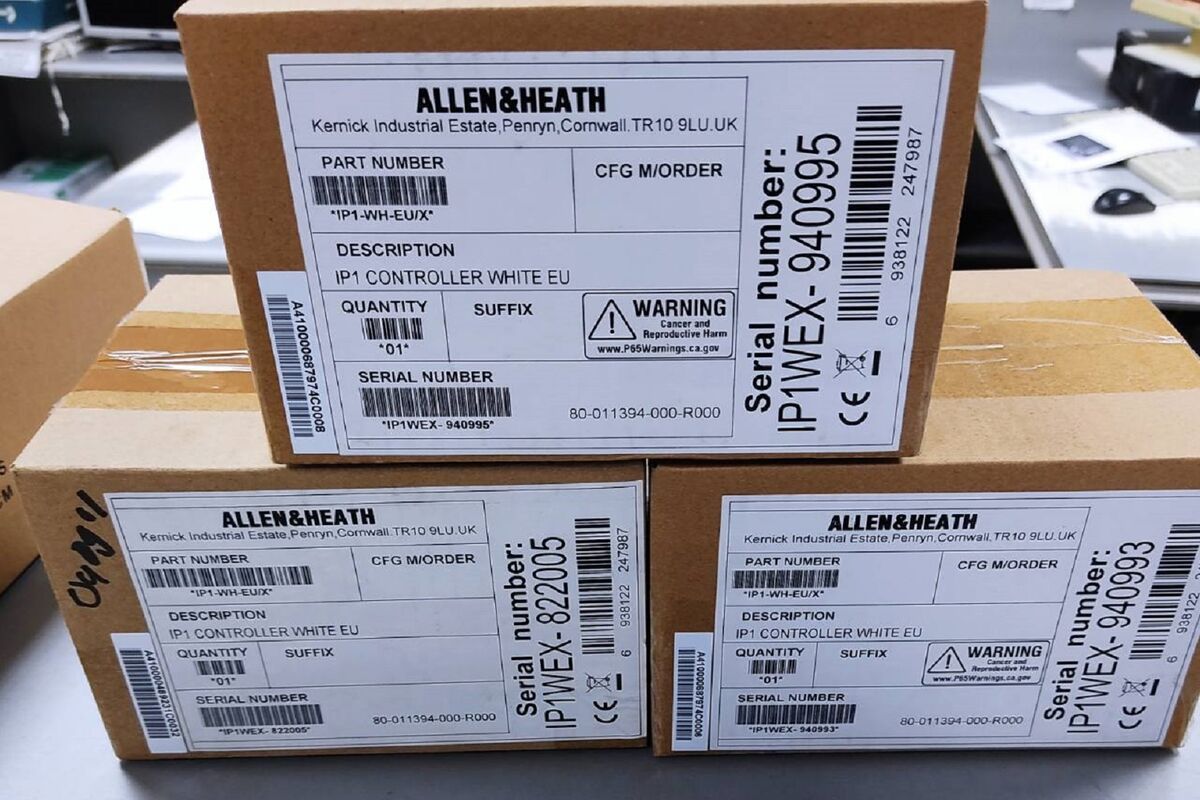 ALLEN&HEATH
Kernick Industrial Estate,Penryn,Cornwall.TR10 9LU.UK
PART NUMBER
*IP1-WH-EU/X*
CFG M/ORDER
DESCRIPTION
IP1 CONTROLLER WHITE EU
QUANTITY
*01*
SUFFIX
WARNING
Cancer and
Reproductive Harm
www.P65Warnings.ca.gov
SERIAL NUMBER
*IP1WEX- 940995*
80-011394-000-R000
Serial number:
IP1WEX- 940995
6 938122 247987
CE
A410000687974C0008
ALLEN&HEATH
Kernick Industrial Estate,Penryn,Cornwall.TR10 9LU.UK
PART NUMBER
*IP1-WH-EU/X*
CFG M/ORDER
DESCRIPTION
IP1 CONTROLLER WHITE EU
QUANTITY
*01*
SUFFIX
SERIAL NUMBER
*IP1WEX- 822005*
80-011394-000-R000
Serial number:
IP1WEX- 822005
6 938122 247987
CE
ALLEN&HEATH
Kernick Industrial Estate,Penryn,Cornwall.TR10 9LU.UK
PART NUMBER
*IP1-WH-EU/X*
CFG M/ORDER
DESCRIPTION
IP1 CONTROLLER WHITE EU
QUANTITY
*01*
SUFFIX
WARNING
Cancer and
Reproductive Harm
www.P65Warnings.ca.gov
SERIAL NUMBER
*IP1WEX- 940993*
80-011394-000-R000
Serial number:
IP1WEX- 940993
6 938122
CE